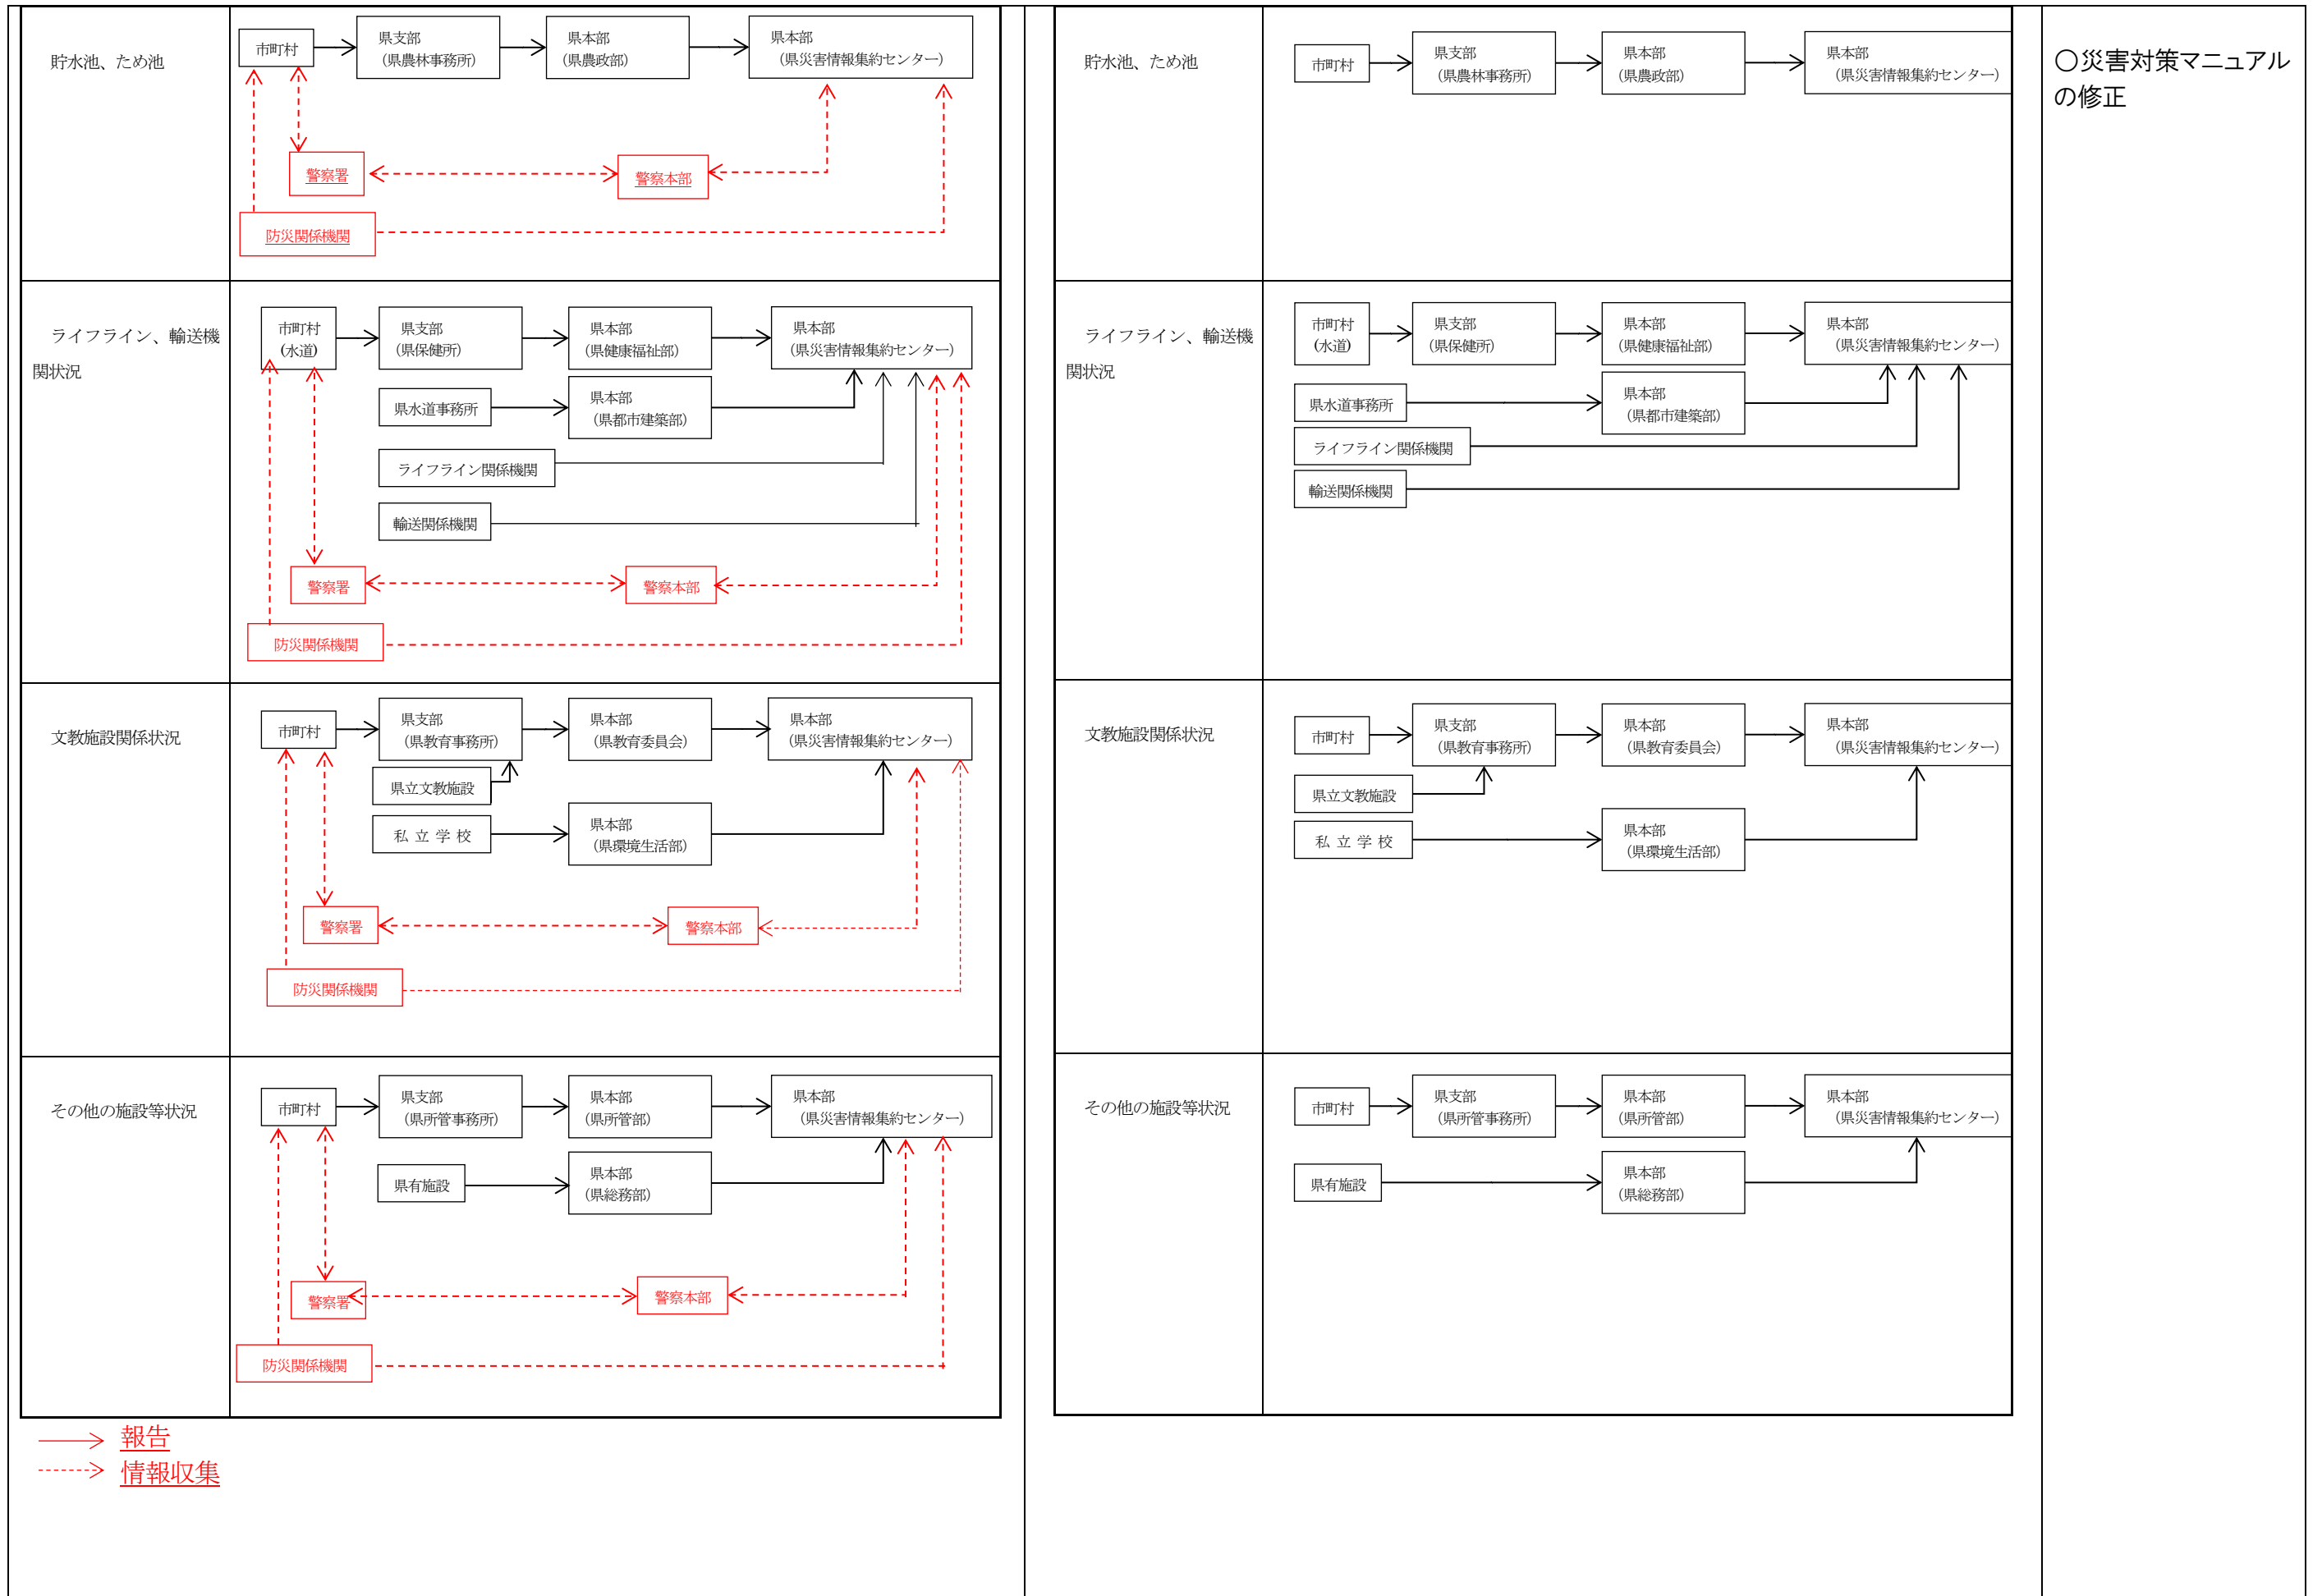 貯水池、ため池
市町村
県支部
（県農林事務所）
県本部
（県農政部）
県本部
（県災害情報集約センター）
警察署
警察本部
防災関係機関
ライフライン、輸送機
関状況
市町村
(水道)
県支部
（県保健所）
県本部
（県健康福祉部）
県本部
（県災害情報集約センター）
県水道事務所
県本部
（県都市建築部）
ライフライン関係機関
輸送関係機関
警察署
警察本部
防災関係機関
文教施設関係状況
市町村
県支部
（県教育事務所）
県本部
（県教育委員会）
県本部
（県災害情報集約センター）
県立文教施設
私 立 学 校
県本部
（県環境生活部）
警察署
警察本部
防災関係機関
その他の施設等状況
市町村
県支部
（県所管事務所）
県本部
（県所管部）
県本部
（県災害情報集約センター）
県有施設
県本部
（県総務部）
警察署
警察本部
防災関係機関
報告
情報収集
貯水池、ため池
市町村
県支部
（県農林事務所）
県本部
（県農政部）
県本部
（県災害情報集約センター）
ライフライン、輸送機
関状況
市町村
(水道)
県支部
（県保健所）
県本部
（県健康福祉部）
県本部
（県災害情報集約センター）
県水道事務所
県本部
（県都市建築部）
ライフライン関係機関
輸送関係機関
文教施設関係状況
市町村
県支部
（県教育事務所）
県本部
（県教育委員会）
県本部
（県災害情報集約センター）
県立文教施設
私 立 学 校
県本部
（県環境生活部）
その他の施設等状況
市町村
県支部
（県所管事務所）
県本部
（県所管部）
県本部
（県災害情報集約センター）
県有施設
県本部
（県総務部）
〇災害対策マニュアル
の修正